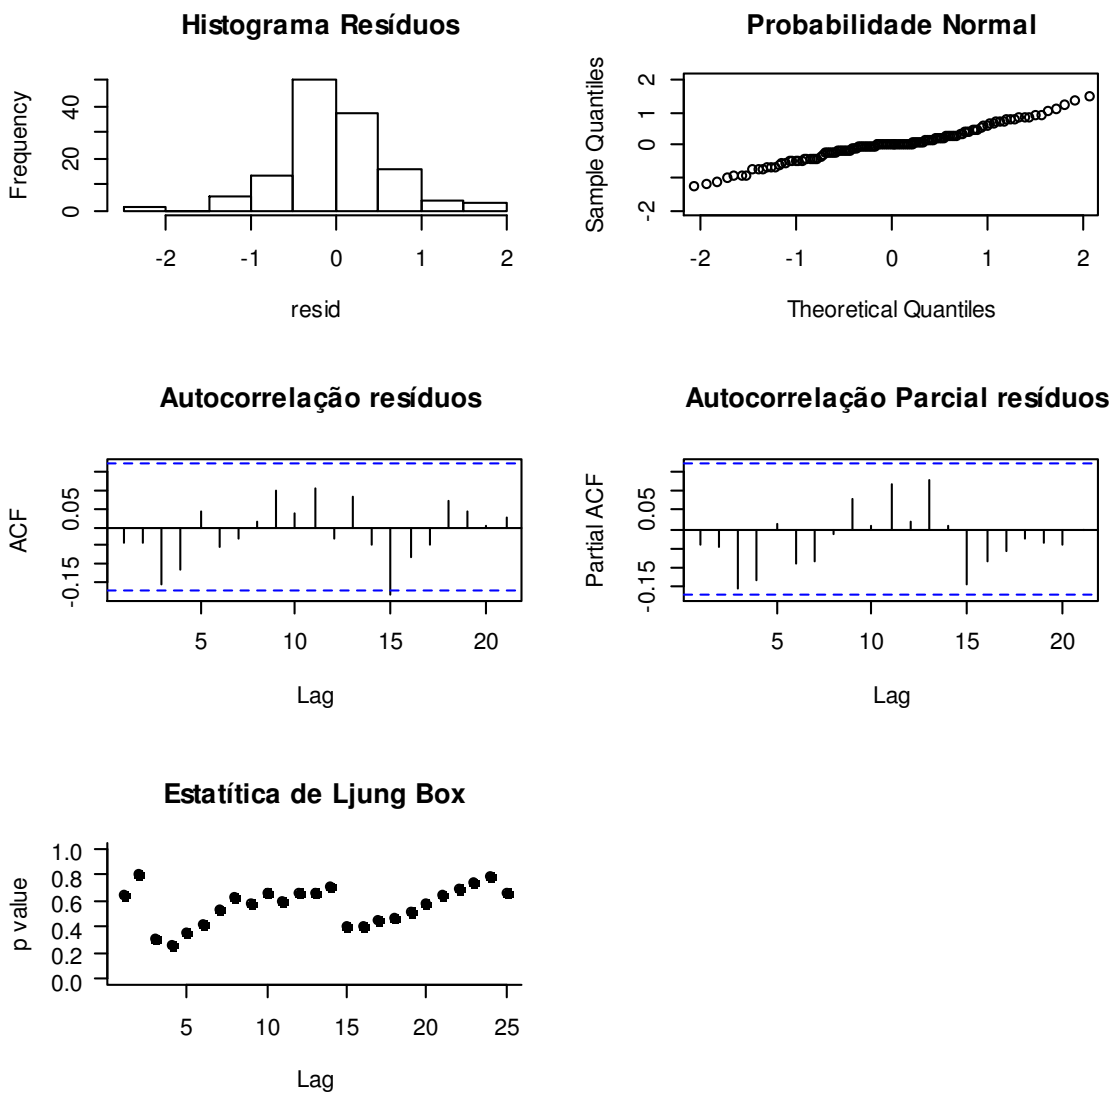 Histograma Resíduos
Frequency
0 20 40
-2 -1 0 1 2
resid
Probabilidade Normal
Sample Quantiles
-2 0 1 2
-2 -1 0 1 2
Theoretical Quantiles
Autocorrelação resíduos
ACF
-0.15 0.05
5 10 15 20
Lag
Autocorrelação Parcial resíduos
Partial ACF
-0.15 0.05
5 10 15 20
Lag
Estatítica de Ljung Box
p value
0.0 0.2 0.4 0.6 0.8 1.0
5 10 15 20 25
Lag